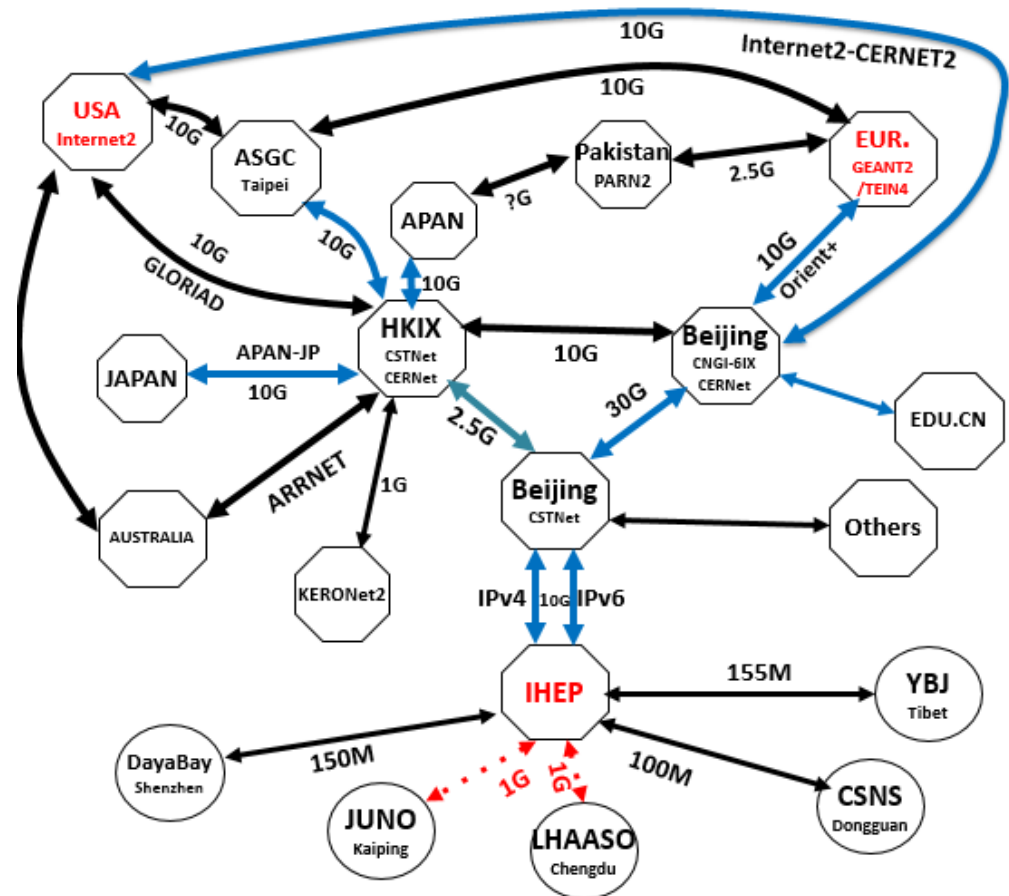 10G
Internet2-CERNET2
USA
Internet2
10G
10G
ASGC
Taipei
Pakistan
PARN2
2.5G
EUR.
GEANT2
/TEIN4
?G
APAN
10G
10G
GLORIAD
10G
10G
Orient+
HKIX
CSTNet
CERNet
10G
Beijing
CNGI-6IX
CERNet
JAPAN
APAN-JP
10G
2.5G
30G
EDU.CN
ARRNET
1G
Beijing
CSTNet
Others
AUSTRALIA
KERONet2
IPv4
10G
IPv6
IHEP
155M
YBJ
Tibet
DayaBay
Shenzhen
150M
1G
1G
100M
JUNO
Kaiping
LHAASO
Chengdu
CSNS
Dongguan